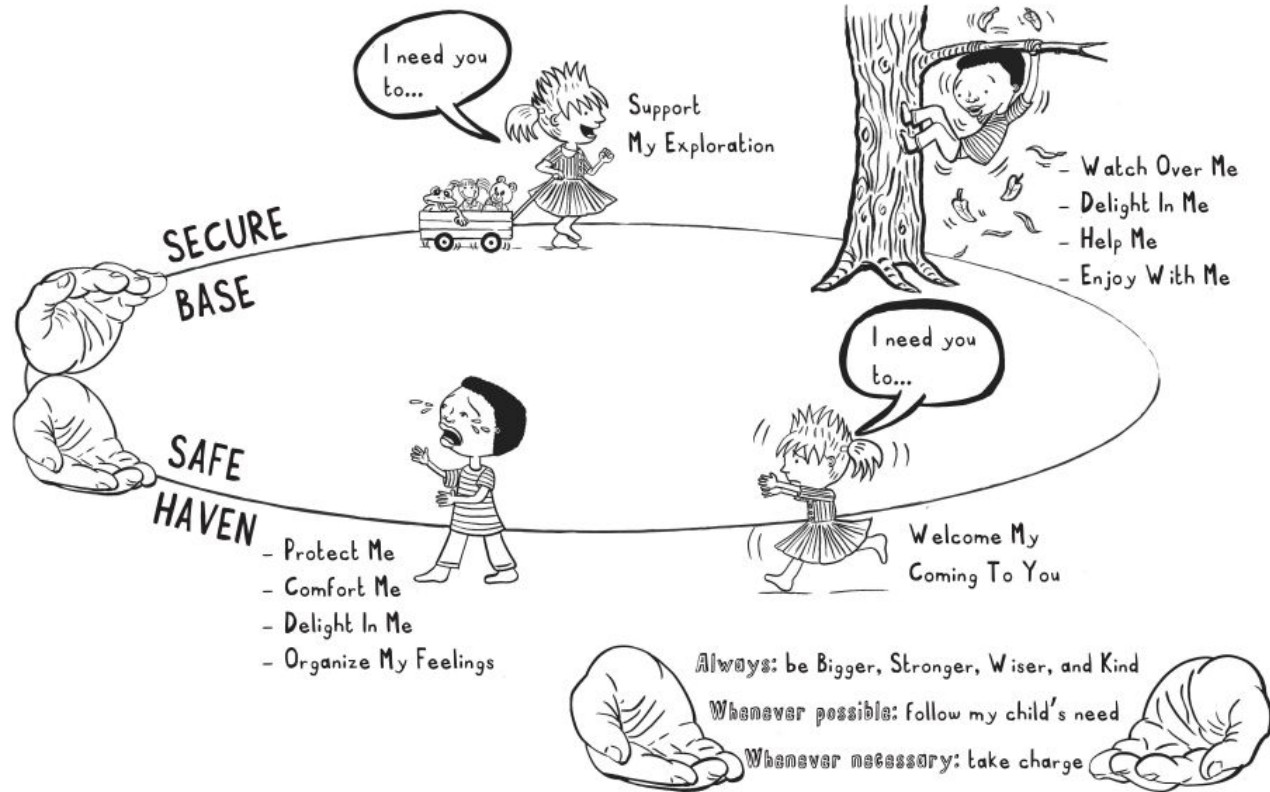 I need you
to...
Support
My Exploration
- Watch Over Me
- Delight In Me
- Help Me
- Enjoy With Me
SECURE
BASE
I need you
to...
SAFE
HAVEN
- Protect Me
- Comfort Me
- Delight In Me
- Organize My Feelings
Welcome My
Coming To You
Always: be Bigger, Stronger, Wiser, and Kind
Whenever possible: follow my child's need
Whenever necessary: take charge